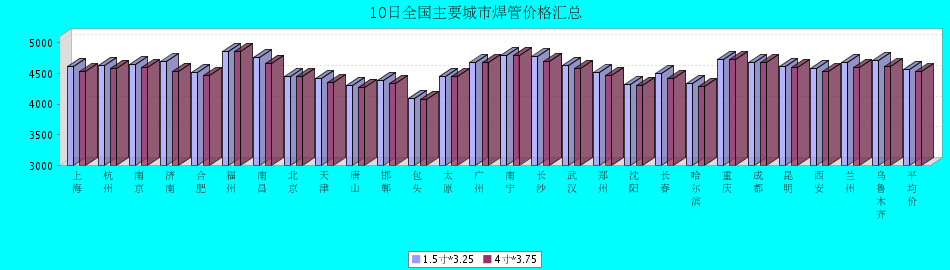 10日全国主要城市焊管价格汇总
5000
4500
4000
3500
3000
上海
杭州
南京
济南
合肥
福州
南昌
北京
天津
唐山
邯郸
包头
太原
广州
南宁
长沙
武汉
郑州
沈阳
长春
哈尔滨
重庆
成都
昆明
西安
兰州
乌鲁木齐
平均价
1.5寸*3.25
4寸*3.75